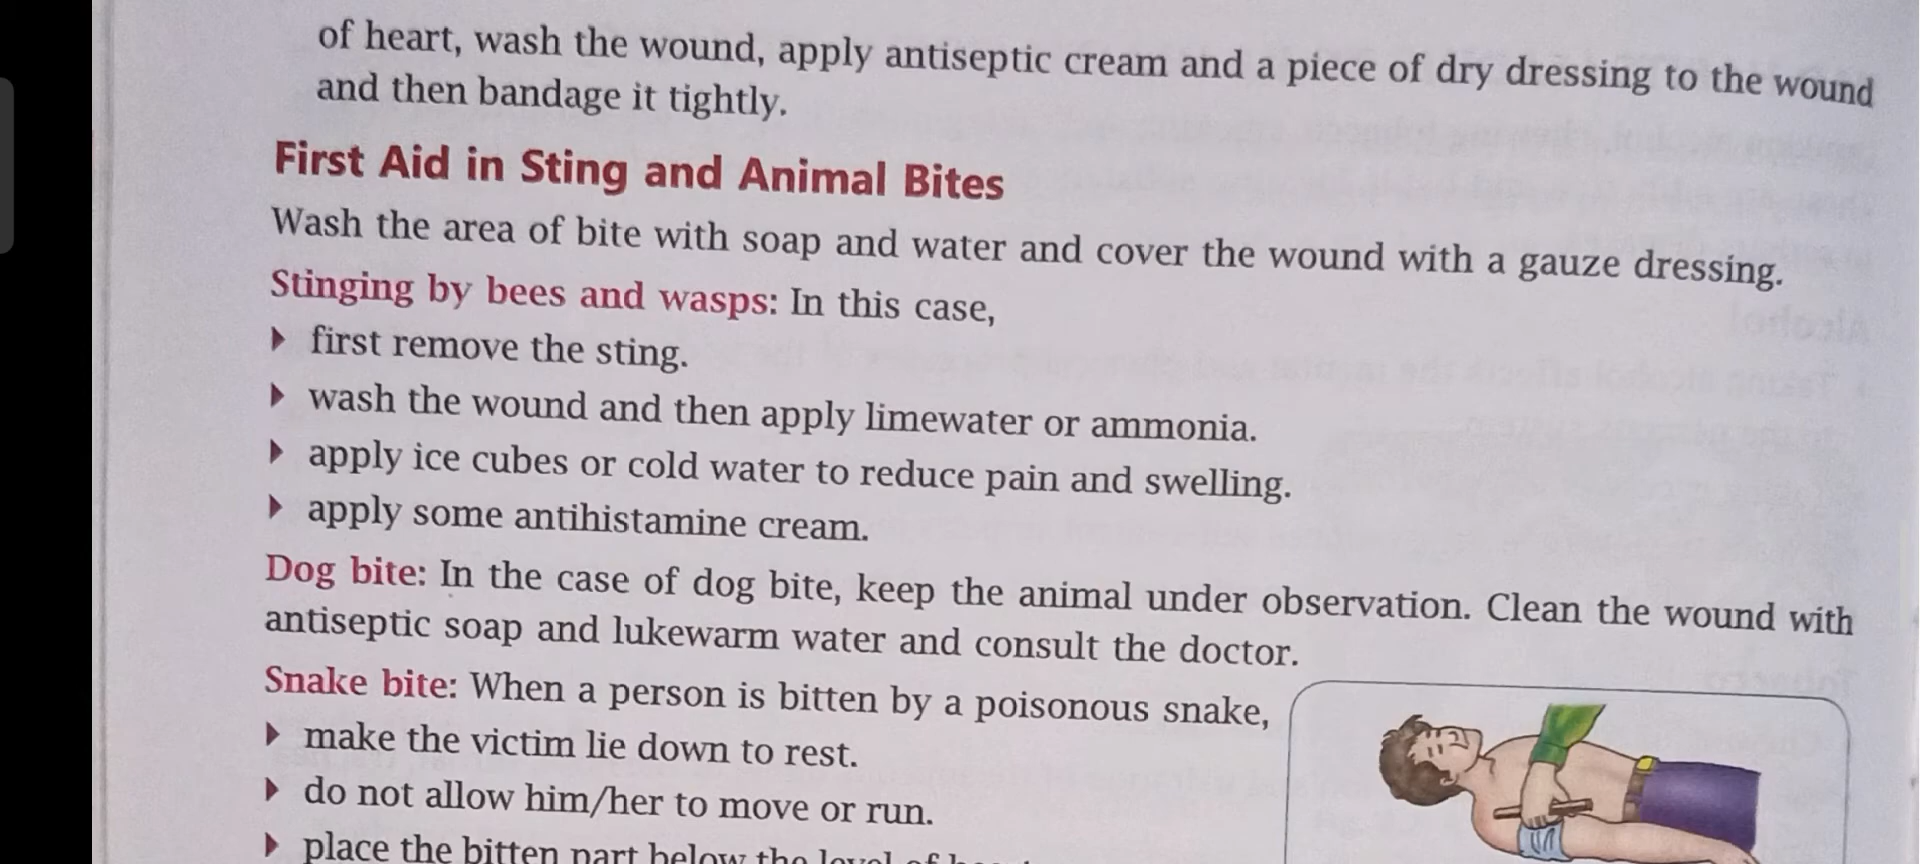 of heart, wash the wound, apply antiseptic cream and a piece of dry dressing to the wound
and then bandage it tightly.
First Aid in Sting and Animal Bites
Wash the area of bite with soap and water and cover the wound with a gauze dressing.
Stinging by bees and wasps: In this case,
first remove the sting.
wash the wound and then apply limewater or ammonia.
apply ice cubes or cold water to reduce pain and swelling.
apply some antihistamine cream.
Dog bite: In the case of dog bite, keep the animal under observation. Clean the wound with
antiseptic soap and lukewarm water and consult the doctor.
Snake bite: When a person is bitten by a poisonous snake,
make the victim lie down to rest.
do not allow him/her to move or run.
place the bitten part below the level of